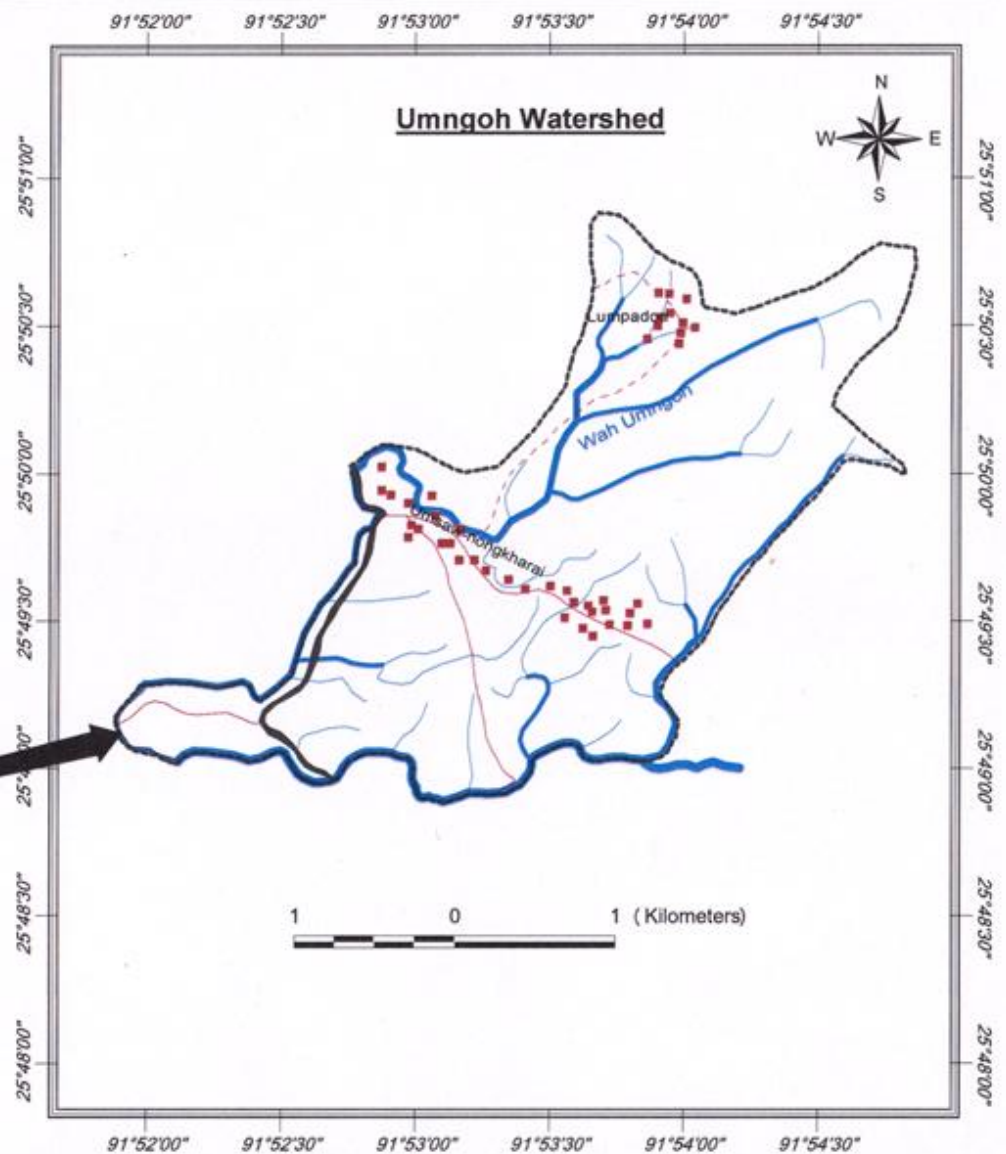 91°52'00" 91°52'30" 91°53'00" 91°53'30" 91°54'00" 91°54'30"
Umngoh Watershed
N
W E
S
25°51'00" 25°51'00"
25°50'30" 25°50'30"
Wah Umngoh
25°50'00" 25°50'00"
25°49'30" 25°49'30"
25°49'00"
1 0 1 ( Kilometers)
25°48'30" 25°48'30"
25°48'00" 25°48'00"
91°52'00" 91°52'30" 91°53'00" 91°53'30" 91°54'00" 91°54'30"